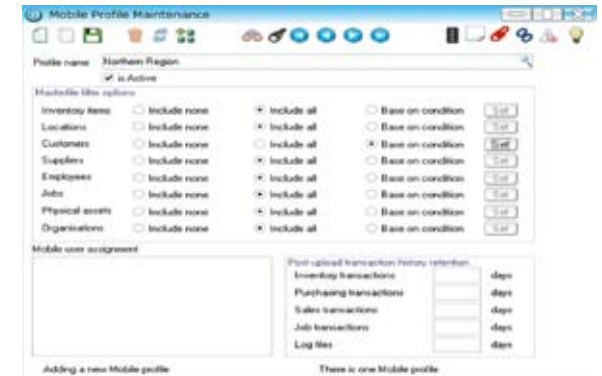 Mobile Profile Maintenance
Profile name Northern Region
is Active
Masterfile filter options
Inventory items Include none Include all Base on condition Set
Locations Include none Include all Base on condition Set
Customers Include none Include all Base on condition Set
Suppliers Include none Include all Base on condition Set
Employees Include none Include all Base on condition Set
Jobs Include none Include all Base on condition Set
Physical assets Include none Include all Base on condition Set
Organisations Include none Include all Base on condition Set
Mobile user assignment
Post-upload transaction history retention
Inventory transactions days
Purchasing transactions days
Sales transactions days
Job transactions days
Log files days
Adding a new Mobile profile There is one Mobile profile